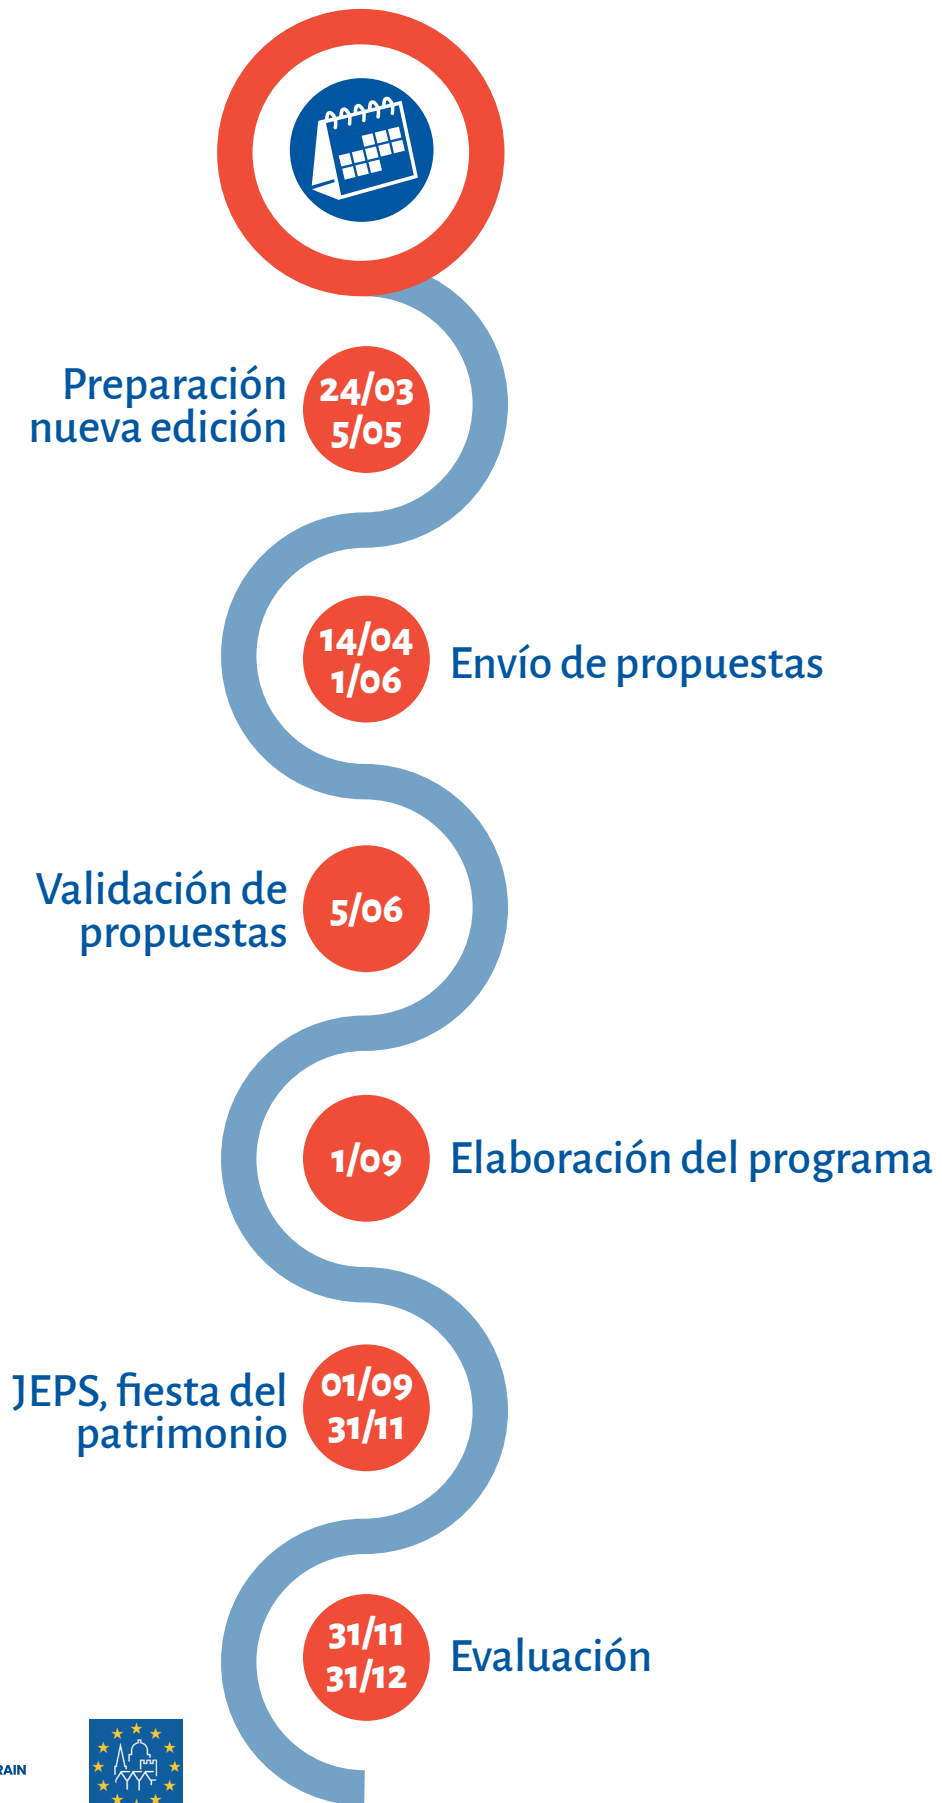 Preparación
nueva edición
24/03
5/05
14/04
1/06
Envío de propuestas
Validación de
propuestas
5/06
1/09
Elaboración del programa
JEPS, fiesta del
patrimonio
01/09
31/11
31/11
31/12
Evaluación